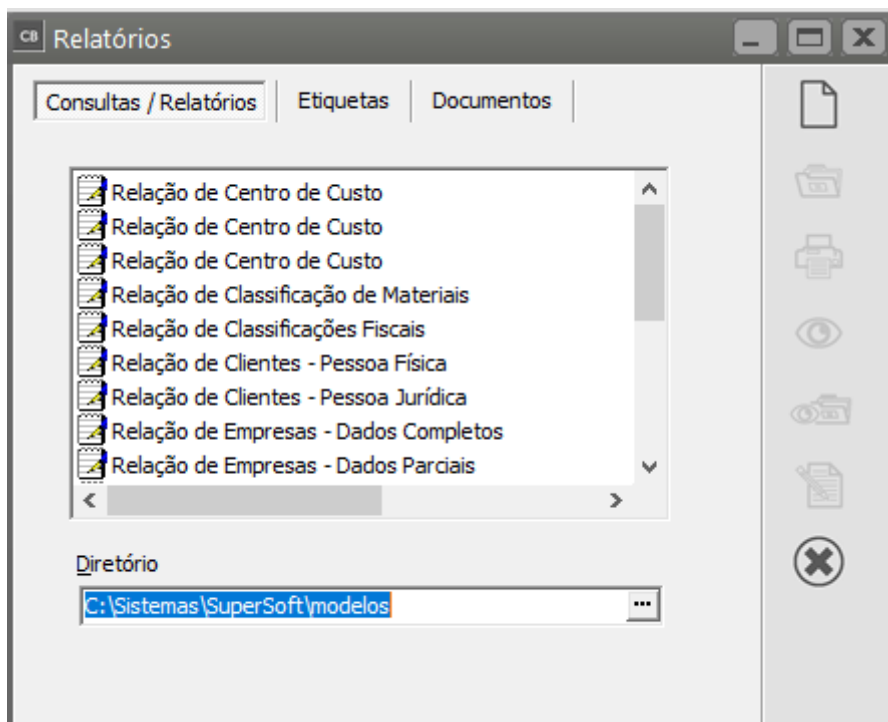 CB Relatórios
Consultas / Relatórios Etiquetas Documentos
Relação de Centro de Custo
Relação de Centro de Custo
Relação de Centro de Custo
Relação de Classificação de Materiais
Relação de Classificações Fiscais
Relação de Clientes - Pessoa Física
Relação de Clientes - Pessoa Jurídica
Relação de Empresas - Dados Completos
Relação de Empresas - Dados Parciais
Diretório
C:\Sistemas\SuperSoft\modelos ...